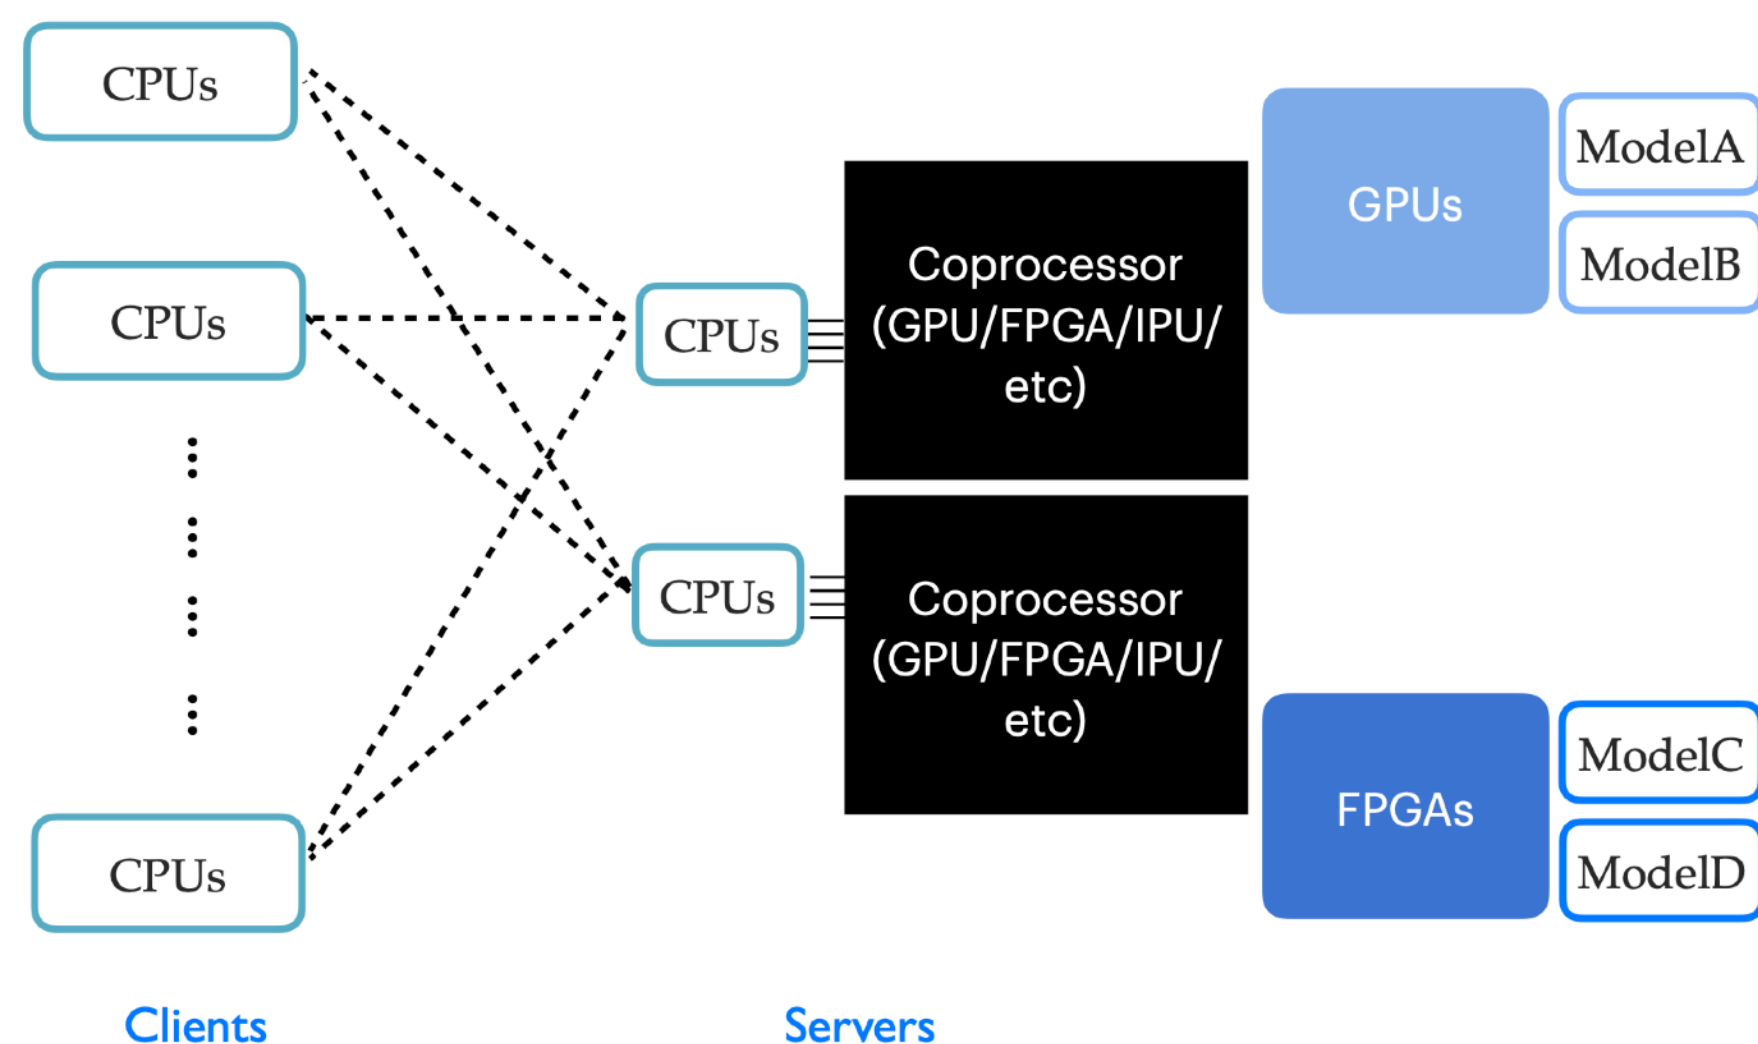 CPUs
CPUs
CPUs
CPUs
CPUs
Coprocessor
(GPU/FPGA/IPU/
etc)
Coprocessor
(GPU/FPGA/IPU/
etc)
GPUs
ModelA
ModelB
FPGAs
ModelC
ModelD
Clients
Servers